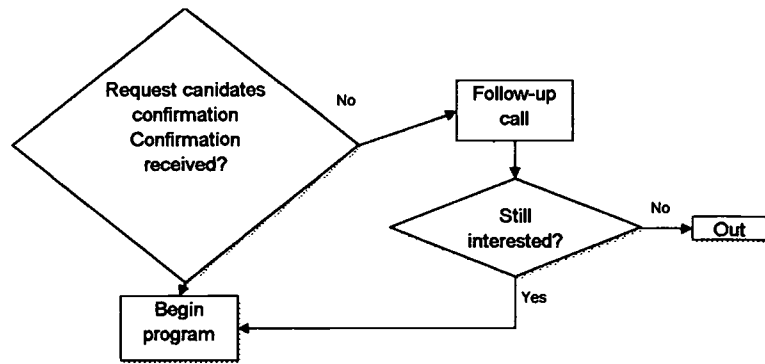 Request canidates
confirmation
Confirmation
received?
No
Follow-up
call
Still
interested?
No
Out
Yes
Begin
program